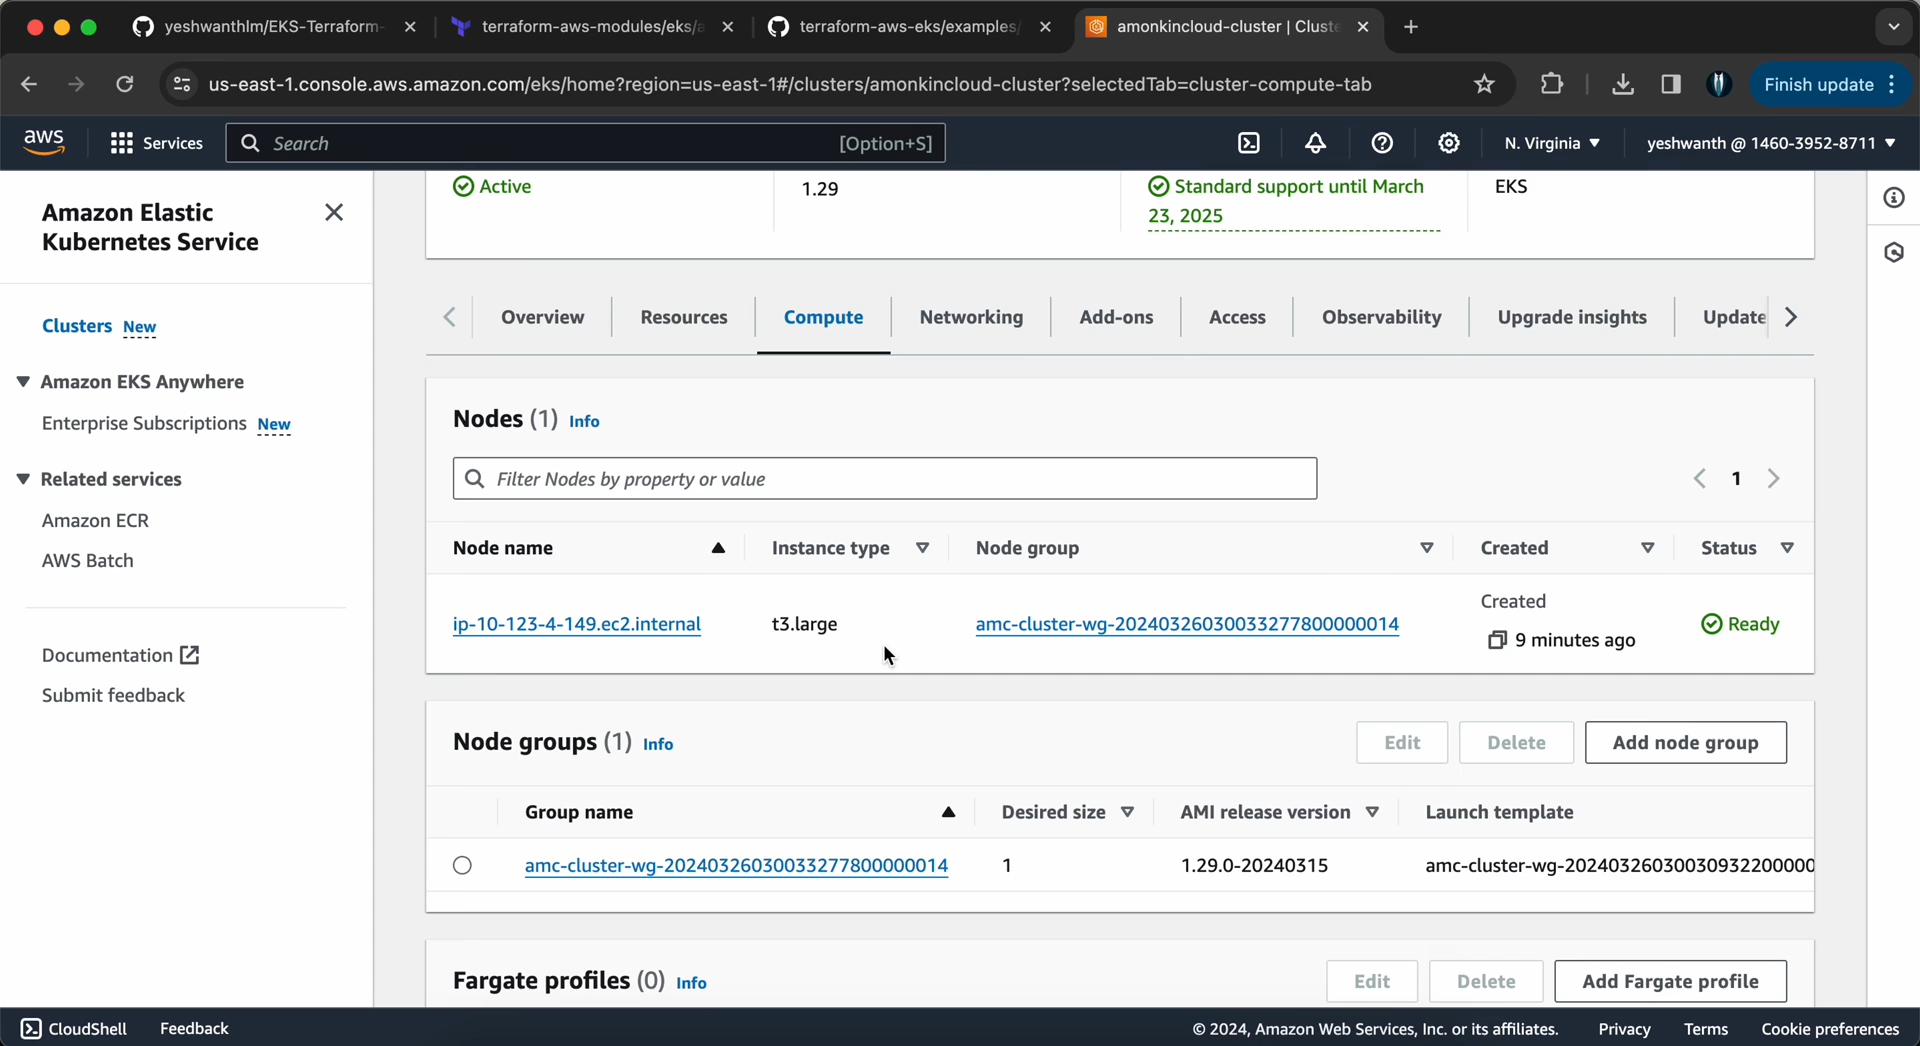 yeshwanthlm/EKS-Terraform-
terraform-aws-modules/eks/a
terraform-aws-eks/examples/
amonkincloud-cluster | Cluste
us-east-1.console.aws.amazon.com/eks/home?region=us-east-1#/clusters/amonkincloud-cluster?selectedTab=cluster-compute-tab
Finish update
aws
Services
Search
[Option+S]
N. Virginia
yeshwanth @ 1460-3952-8711
Amazon Elastic
Kubernetes Service
Clusters New
Amazon EKS Anywhere
Enterprise Subscriptions New
Related services
Amazon ECR
AWS Batch
Documentation
Submit feedback
Active
1.29
Standard support until March
23, 2025
EKS
Overview
Resources
Compute
Networking
Add-ons
Access
Observability
Upgrade insights
Update
Nodes (1) Info
Filter Nodes by property or value
1
Node name
Instance type
Node group
Created
Status
ip-10-123-4-149.ec2.internal
t3.large
amc-cluster-wg-20240326030033277800000014
Created
9 minutes ago
Ready
Node groups (1) Info
Edit
Delete
Add node group
Group name
Desired size
AMI release version
Launch template
amc-cluster-wg-20240326030033277800000014
1
1.29.0-20240315
amc-cluster-wg-20240326030030932200000
Fargate profiles (0) Info
Edit
Delete
Add Fargate profile
CloudShell
Feedback
© 2024, Amazon Web Services, Inc. or its affiliates.
Privacy
Terms
Cookie preferences